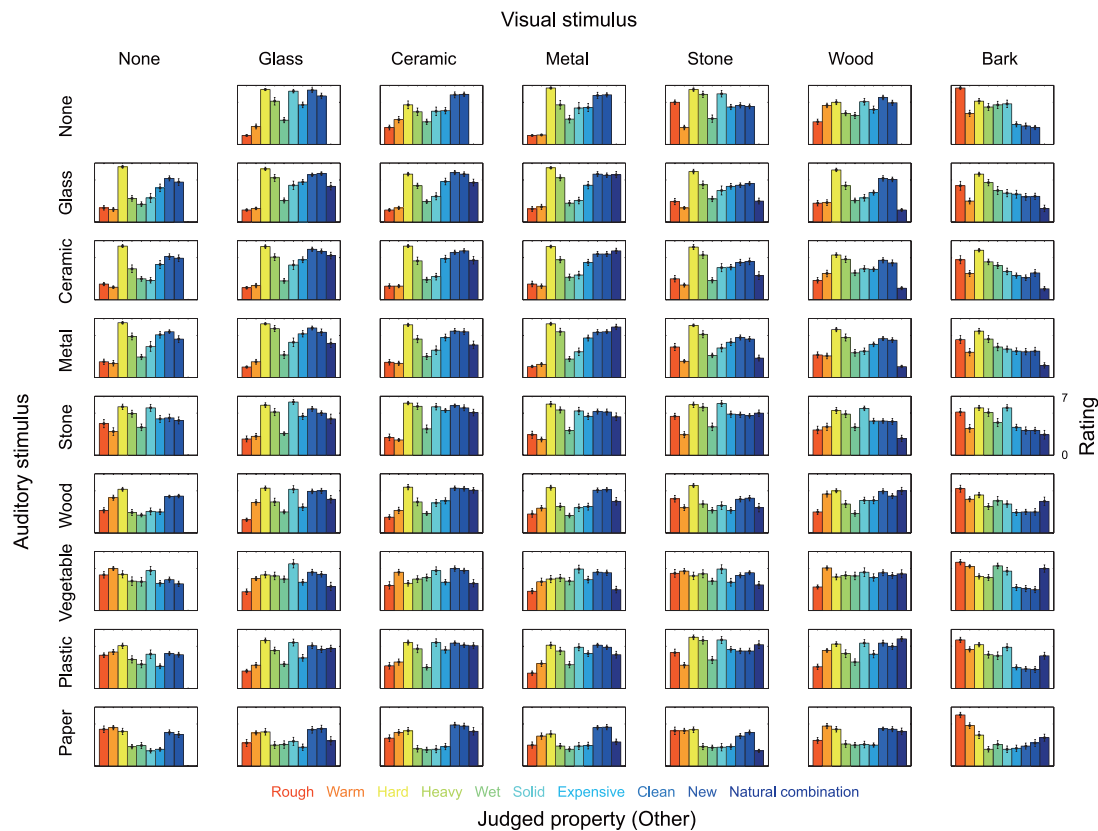 Visual stimulus
None Glass Ceramic Metal Stone Wood Bark
None
Glass
Ceramic
Metal
Stone
Wood
Vegetable
Plastic
Paper
Auditory stimulus
7
0
Rating
Rough Warm Hard Heavy Wet Solid Expensive Clean New Natural combination
Judged property (Other)